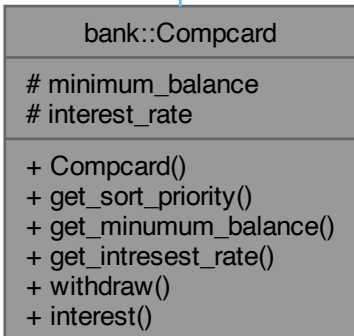 bank::Compcard
# minimum_balance
# interest_rate
+ Compcard()
+ get_sort_priority()
+ get_minumum_balance()
+ get_intresest_rate()
+ withdraw()
+ interest()